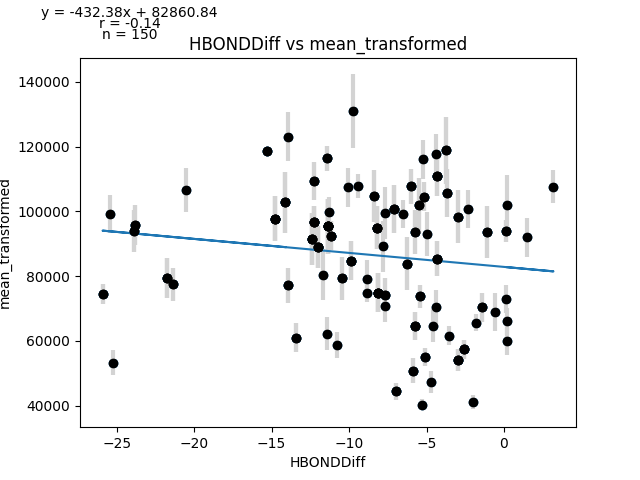 y = -432.38x + 82860.84
r = -0.14
n = 150
HBONDDiff vs mean_transformed
140000
120000
100000
80000
60000
40000
mean_transformed
−25
−20
−15
−10
−5
0
HBONDDiff